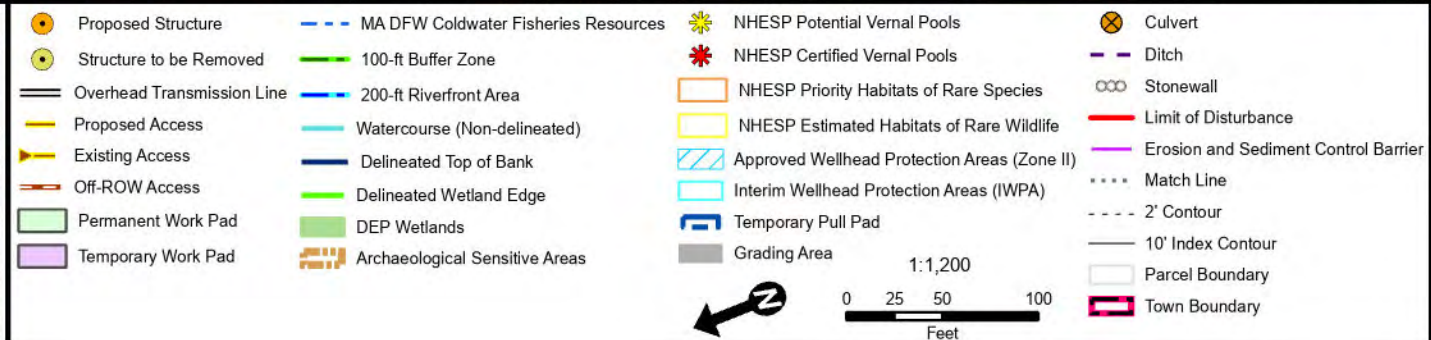 Proposed Structure
Structure to be Removed
Overhead Transmission Line
Proposed Access
Existing Access
Off-ROW Access
Permanent Work Pad
Temporary Work Pad
MA DFW Coldwater Fisheries Resources
100-ft Buffer Zone
200-ft Riverfront Area
Watercourse (Non-delineated)
Delineated Top of Bank
Delineated Wetland Edge
DEP Wetlands
Archaeological Sensitive Areas
NHESP Potential Vernal Pools
NHESP Certified Vernal Pools
NHESP Priority Habitats of Rare Species
NHESP Estimated Habitats of Rare Wildlife
Approved Wellhead Protection Areas (Zone II)
Interim Wellhead Protection Areas (IWPA)
Temporary Pull Pad
Grading Area
N
1:1,200
0 25 50 100
Feet
Culvert
Ditch
Stonewall
Limit of Disturbance
Erosion and Sediment Control Barrier
Match Line
2' Contour
10' Index Contour
Parcel Boundary
Town Boundary